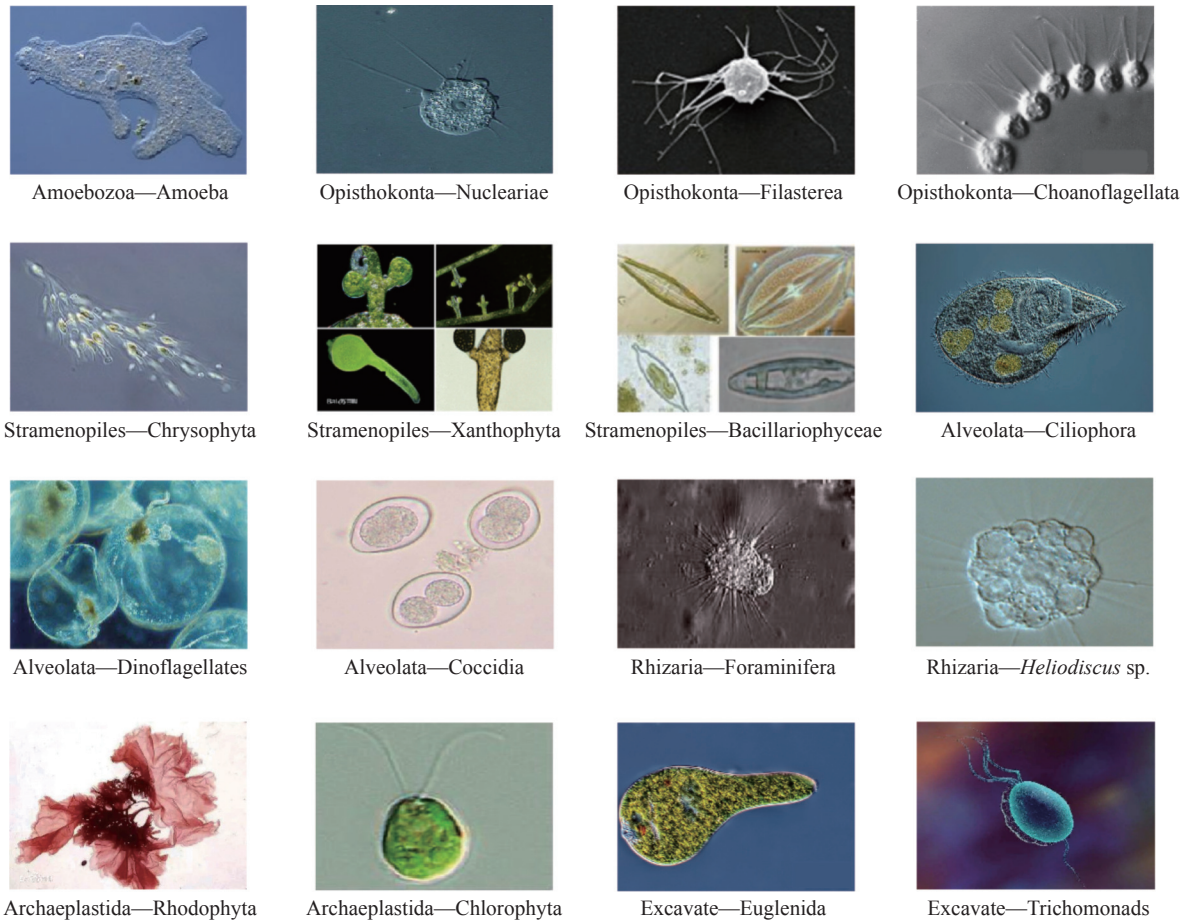 Amoebozoa—Amoeba
Opisthokonta—Nucleariae
Opisthokonta—Filasterea
Opisthokonta—Choanoflagellata
Stramenopiles—Chrysophyta
Stramenopiles—Xanthophyta
Stramenopiles—Bacillariophyceae
Alveolata—Ciliophora
Alveolata—Dinoflagellates
Alveolata—Coccidia
Rhizaria—Foraminifera
Rhizaria—Heliodiscus sp.
Archaeplastida—Rhodophyta
Archaeplastida—Chlorophyta
Excavate—Euglenida
Excavate—Trichomonads